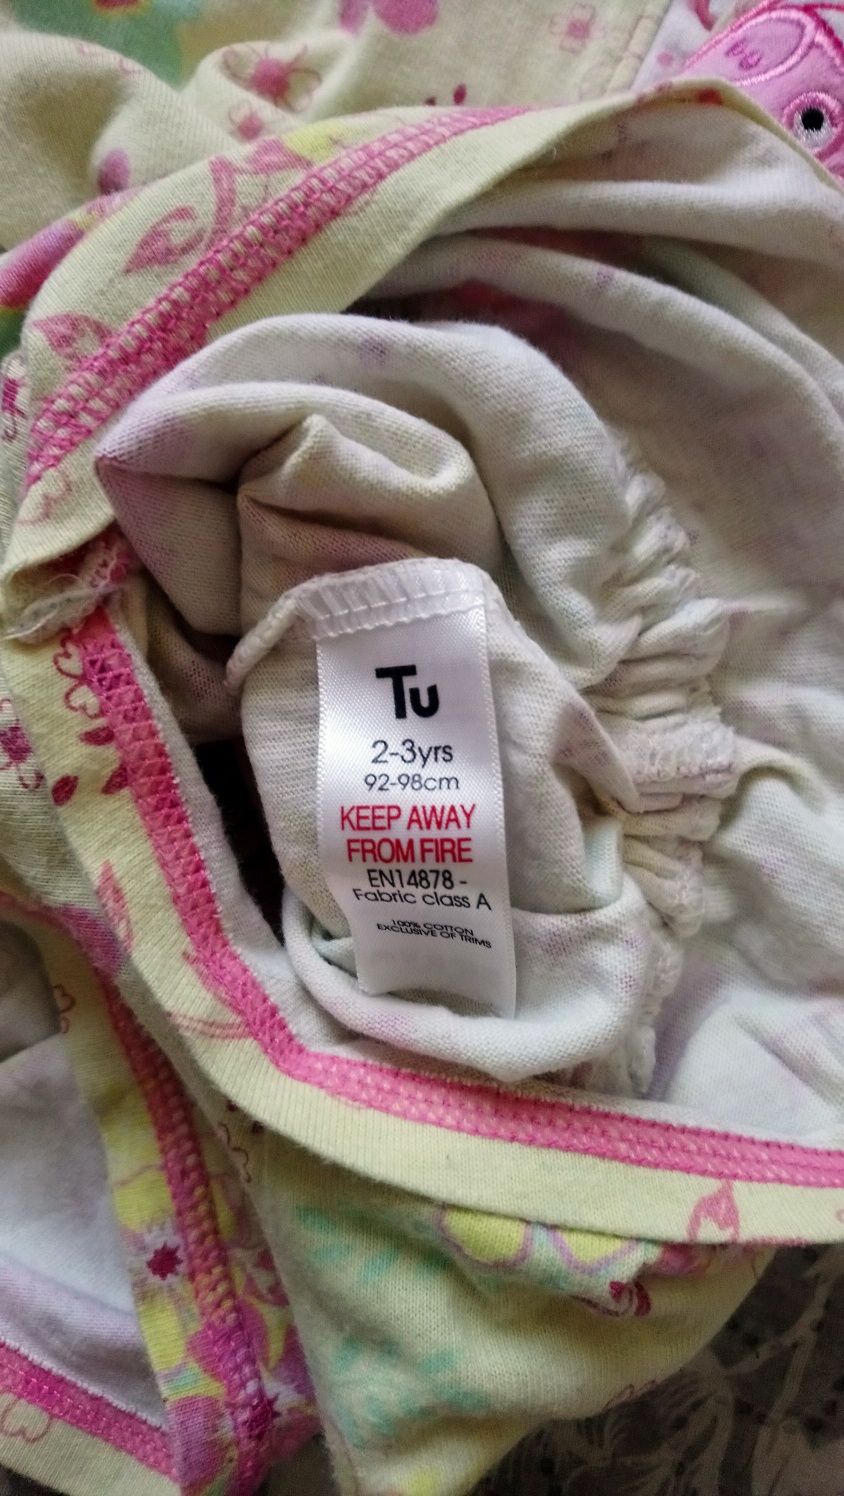 Tu
2-3yrs
92-98cm
KEEP AWAY
FROM FIRE
EN14878 -
Fabric class A
100% COTTON
EXCLUSIVE OF TRIMS